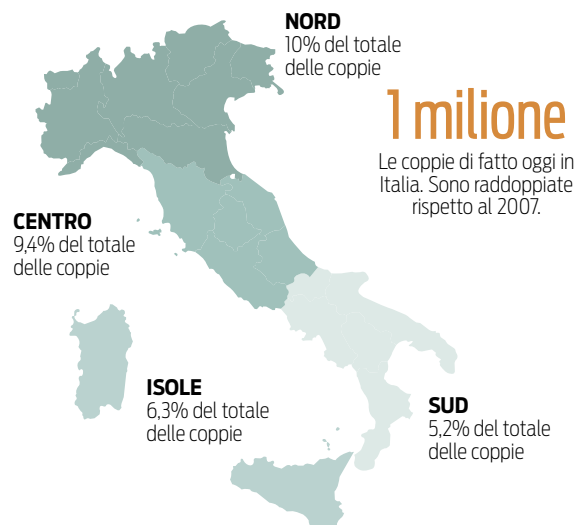 NORD
10% del totale
delle coppie
1 milione
Le coppie di fatto oggi in
Italia. Sono raddoppiate
rispetto al 2007.
CENTRO
9,4% del totale
delle coppie
ISOLE
6,3% del totale
delle coppie
SUD
5,2% del totale
delle coppie